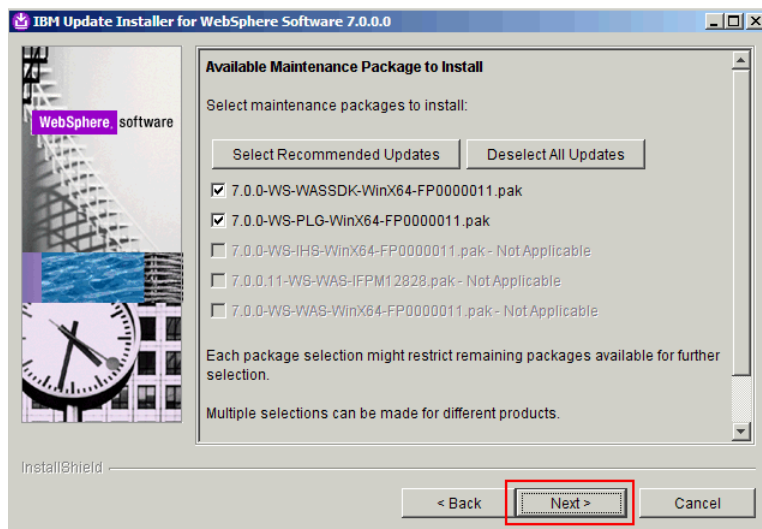 IBM Update Installer for WebSphere Software 7.0.0.0
WebSphere. software
Available Maintenance Package to Install
Select maintenance packages to install:
Select Recommended Updates
Deselect All Updates
7.0.0-WS-WASSDK-WinX64-FP0000011.pak
7.0.0-WS-PLG-WinX64-FP0000011.pak
7.0.0-WS-IHS-WinX64-FP0000011.pak - Not Applicable
7.0.0.11-WS-WAS-IFPM12828.pak - Not Applicable
7.0.0-WS-WAS-WinX64-FP0000011.pak - Not Applicable
Each package selection might restrict remaining packages available for further
selection.
Multiple selections can be made for different products.
InstallShield
< Back
Next >
Cancel